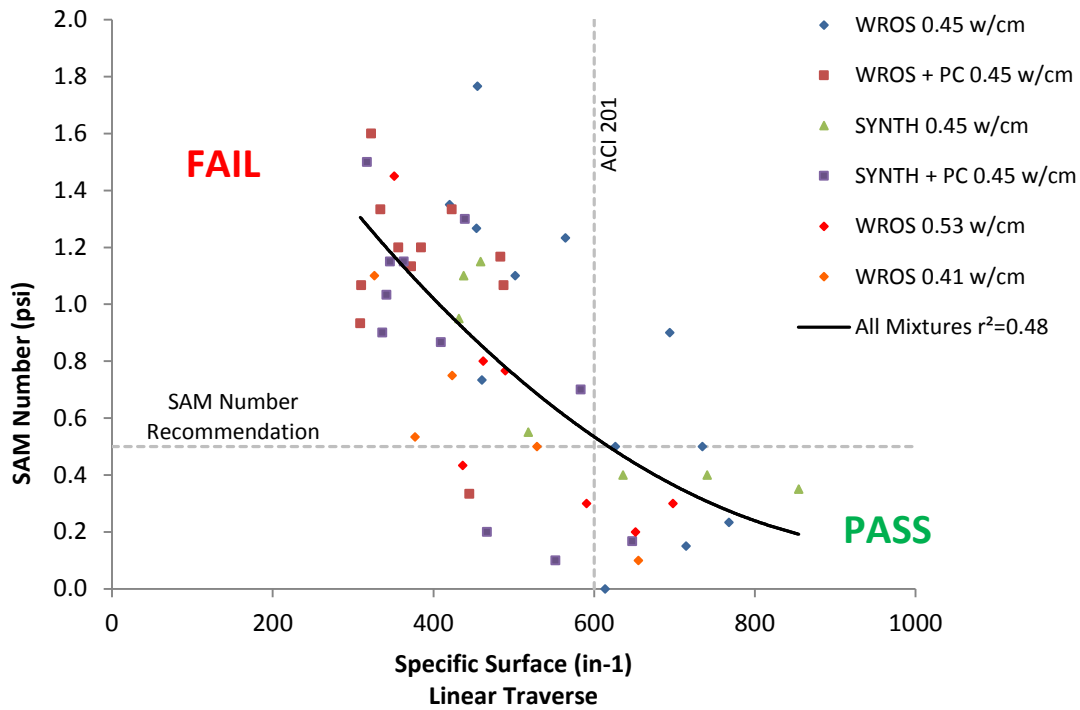 2.0
1.8
1.6
1.4
1.2
1.0
0.8
0.6
0.4
0.2
0.0
SAM Number (psi)
FAIL
SAM Number
Recommendation
ACI 201
PASS
0
200
400
600
800
1000
Specific Surface (in-1)
Linear Traverse
WROS 0.45 w/cm
WROS + PC 0.45 w/cm
SYNTH 0.45 w/cm
SYNTH + PC 0.45 w/cm
WROS 0.53 w/cm
WROS 0.41 w/cm
All Mixtures r²=0.48